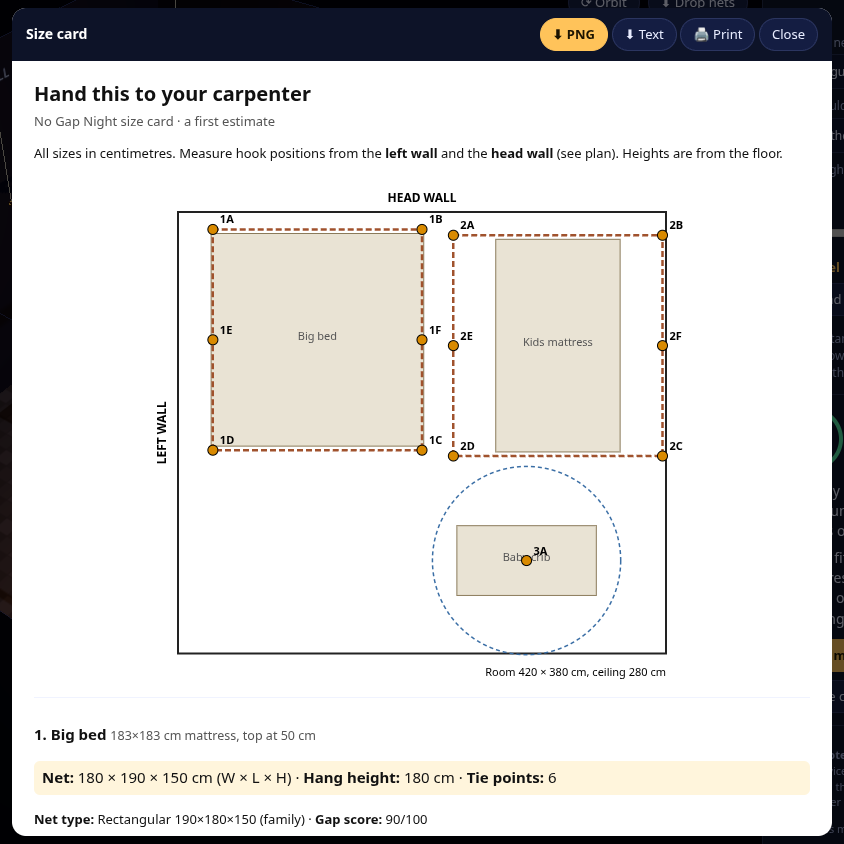 ⟳ Orbit
⬇ Drop nets
Size card
⬇ PNG
⬇ Text
🖨️ Print
Close
Hand this to your carpenter
No Gap Night size card · a first estimate
All sizes in centimetres. Measure hook positions from the left wall and the head wall (see plan). Heights are from the floor.
HEAD WALL
1A
1B
2A
2B
1E
Big bed
1F
2E
Kids mattress
2F
LEFT WALL
1D
1C
2D
2C
3A
Room 420 × 380 cm, ceiling 280 cm
1. Big bed 183×183 cm mattress, top at 50 cm
Net: 180 × 190 × 150 cm (W × L × H) · Hang height: 180 cm · Tie points: 6
Net type: Rectangular 190×180×150 (family) · Gap score: 90/100